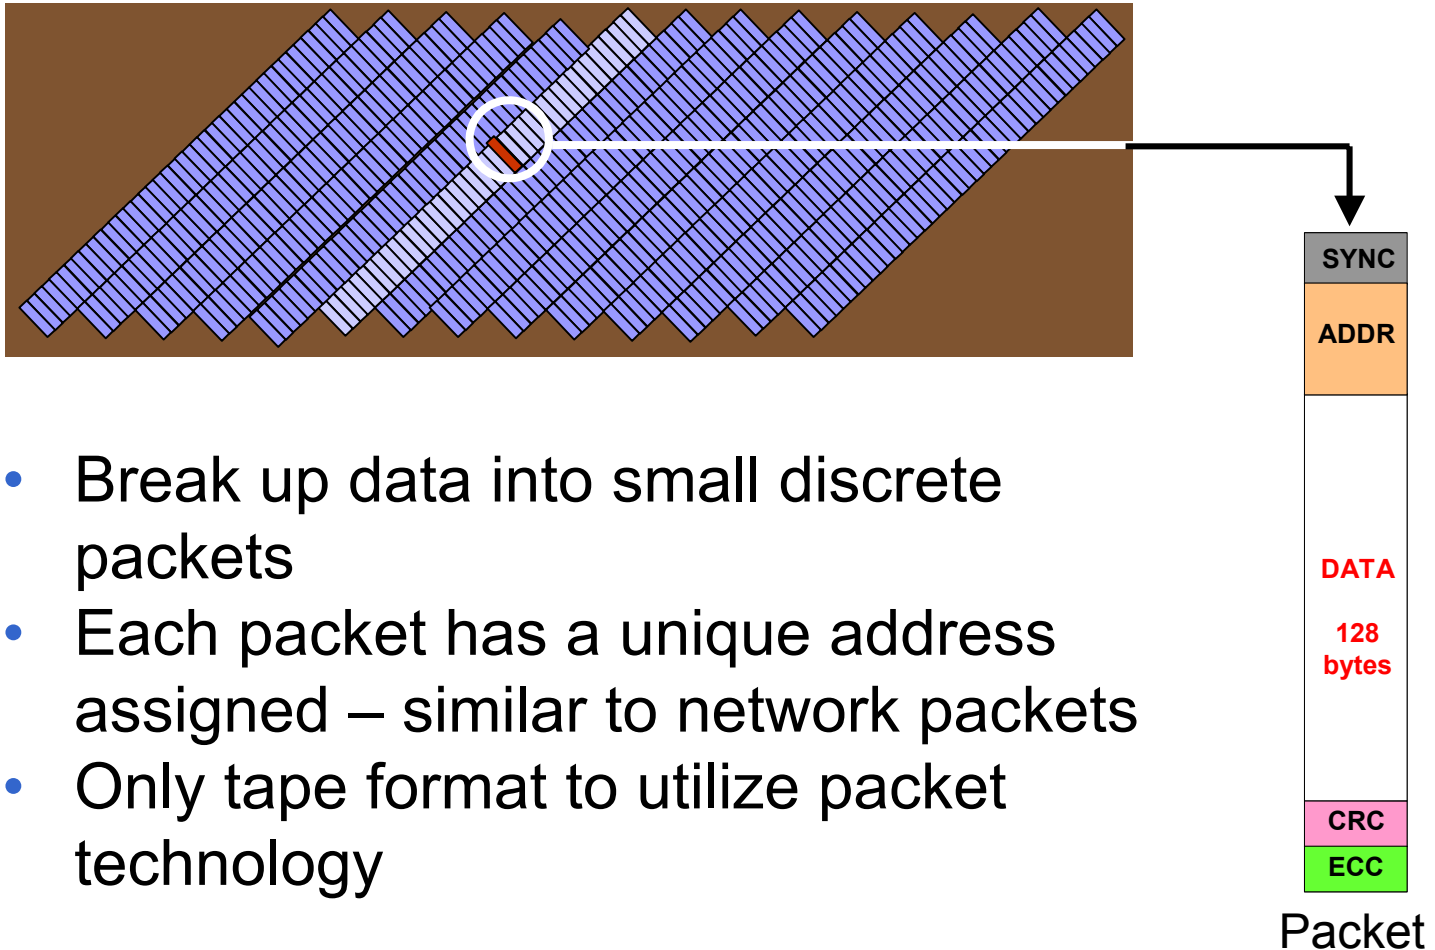 SYNC
ADDR
DATA
128
bytes
CRC
ECC
Packet
• Break up data into small discrete
packets
• Each packet has a unique address
assigned – similar to network packets
• Only tape format to utilize packet
technology